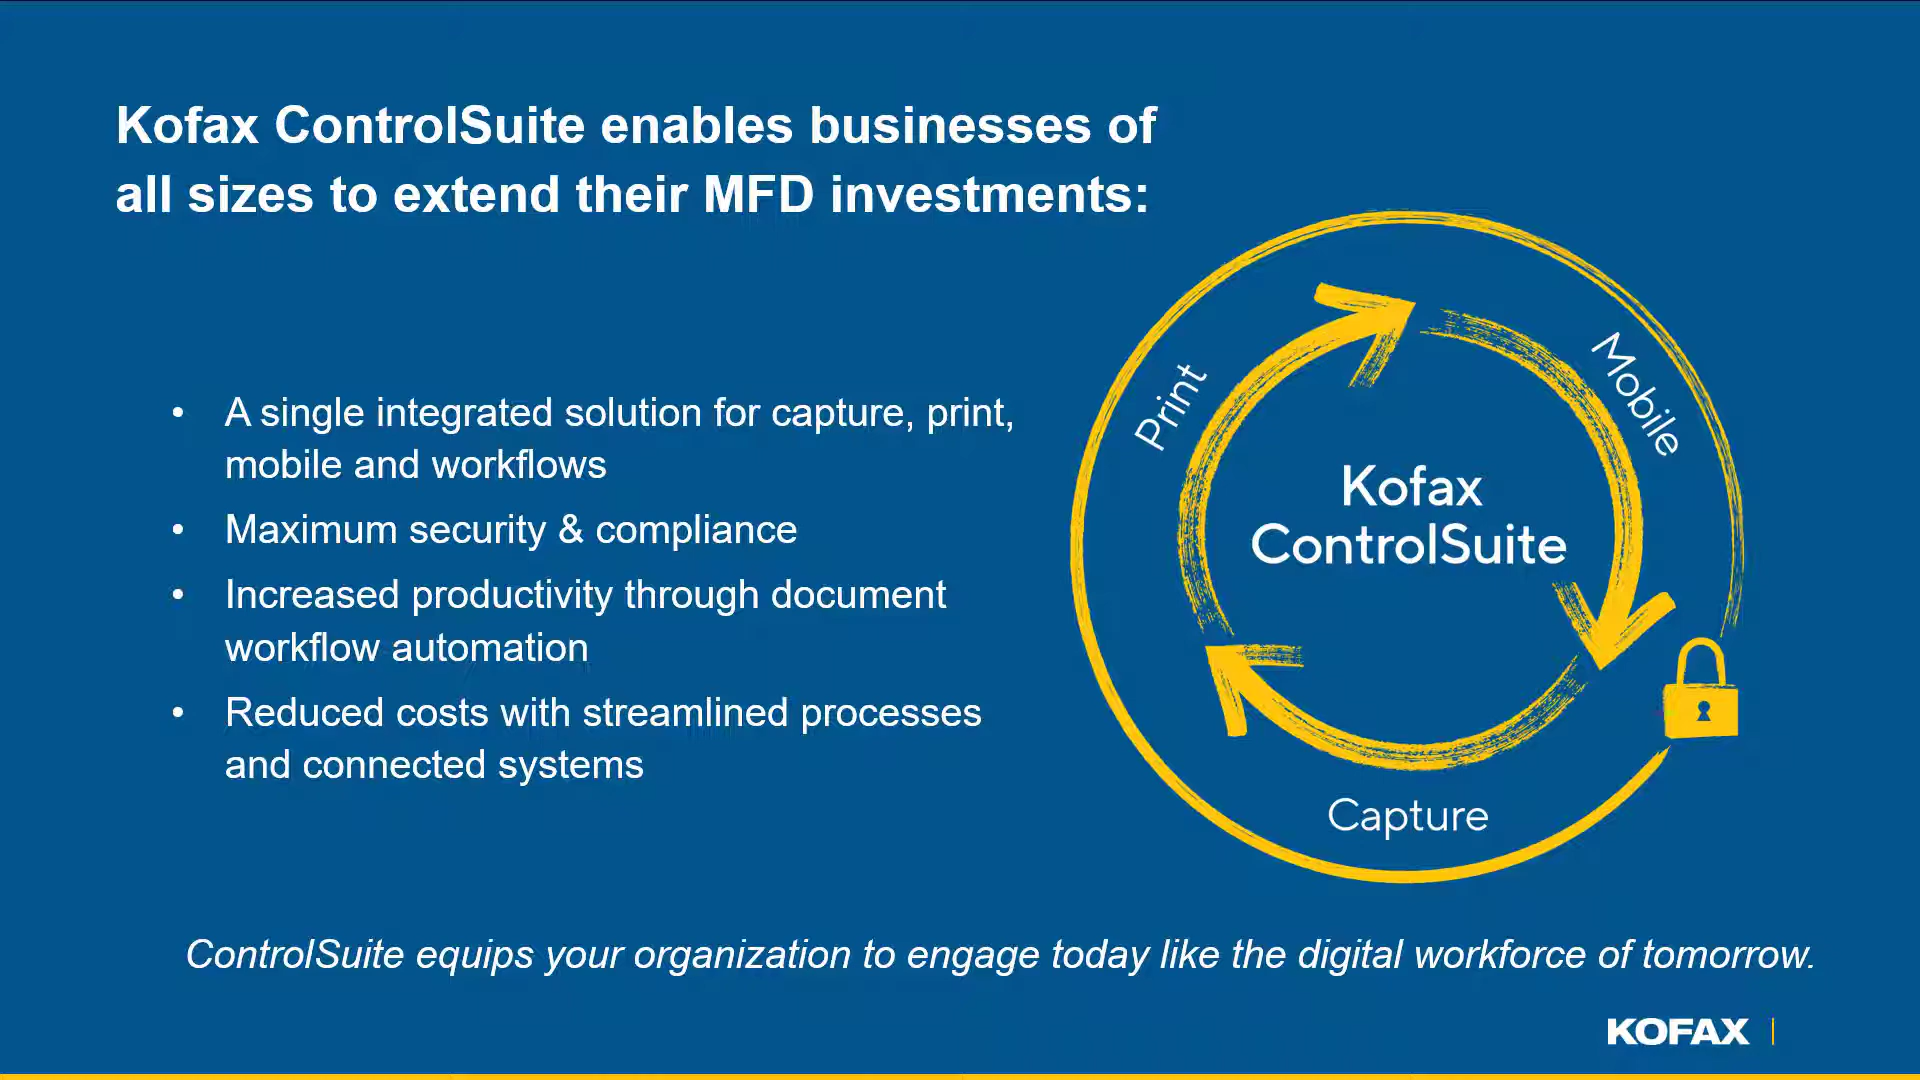 Kofax ControlSuite enables businesses of
all sizes to extend their MFD investments:
• A single integrated solution for capture, print,
mobile and workflows
• Maximum security & compliance
• Increased productivity through document
workflow automation
• Reduced costs with streamlined processes
and connected systems
Print
Mobile
Kofax
ControlSuite
Capture
ControlSuite equips your organization to engage today like the digital workforce of tomorrow.
KOFAX